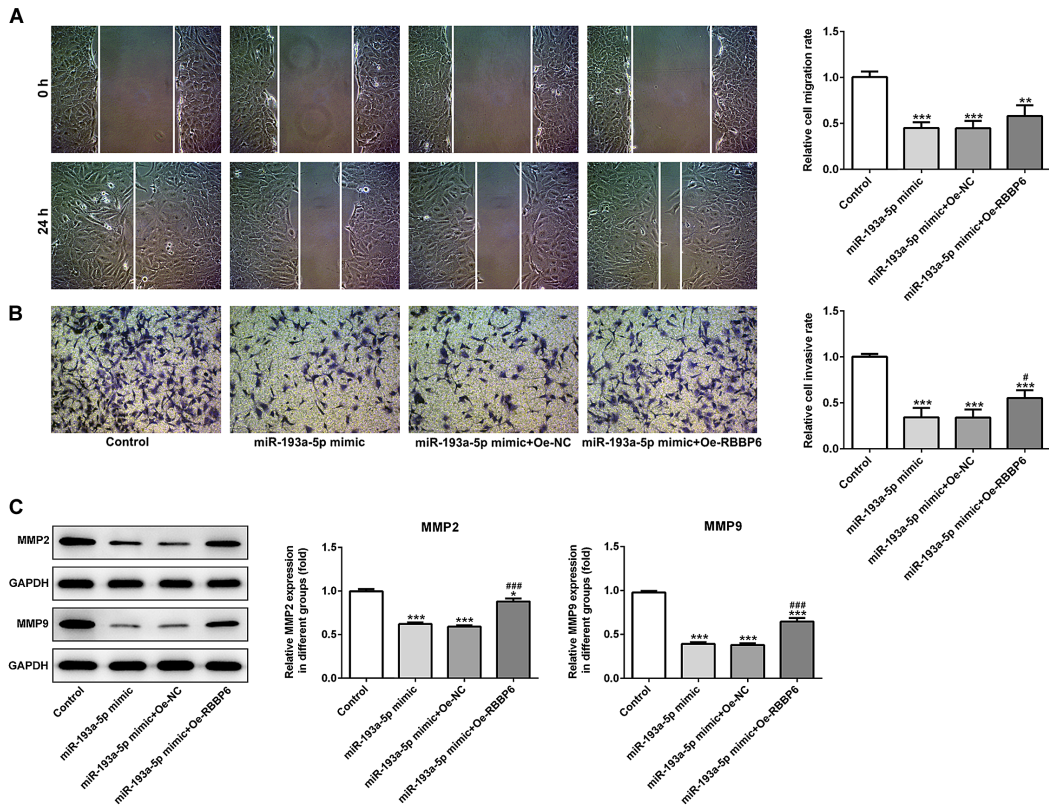 A
0 h
24 h
Relative cell migration rate
1.5
1.0
0.5
0.0
***
***
**
Control
miR-193a-5p mimic
miR-193a-5p mimic+Oe-NC
miR-193a-5p mimic+Oe-RBBP6
B
Control
miR-193a-5p mimic
miR-193a-5p mimic+Oe-NC
miR-193a-5p mimic+Oe-RBBP6
Relative cell invasive rate
1.5
1.0
0.5
0.0
***
***
#
***
Control
miR-193a-5p mimic
miR-193a-5p mimic+Oe-NC
miR-193a-5p mimic+Oe-RBBP6
C
MMP2
GAPDH
MMP9
GAPDH
Control
miR-193a-5p mimic
miR-193a-5p mimic+Oe-NC
miR-193a-5p mimic+Oe-RBBP6
MMP2
Relative MMP2 expression
in different groups (fold)
1.5
1.0
0.5
0.0
***
***
###
*
Control
miR-193a-5p mimic
miR-193a-5p mimic+Oe-NC
miR-193a-5p mimic+Oe-RBBP6
MMP9
Relative MMP9 expression
in different groups (fold)
1.5
1.0
0.5
0.0
***
***
###
***
Control
miR-193a-5p mimic
miR-193a-5p mimic+Oe-NC
miR-193a-5p mimic+Oe-RBBP6